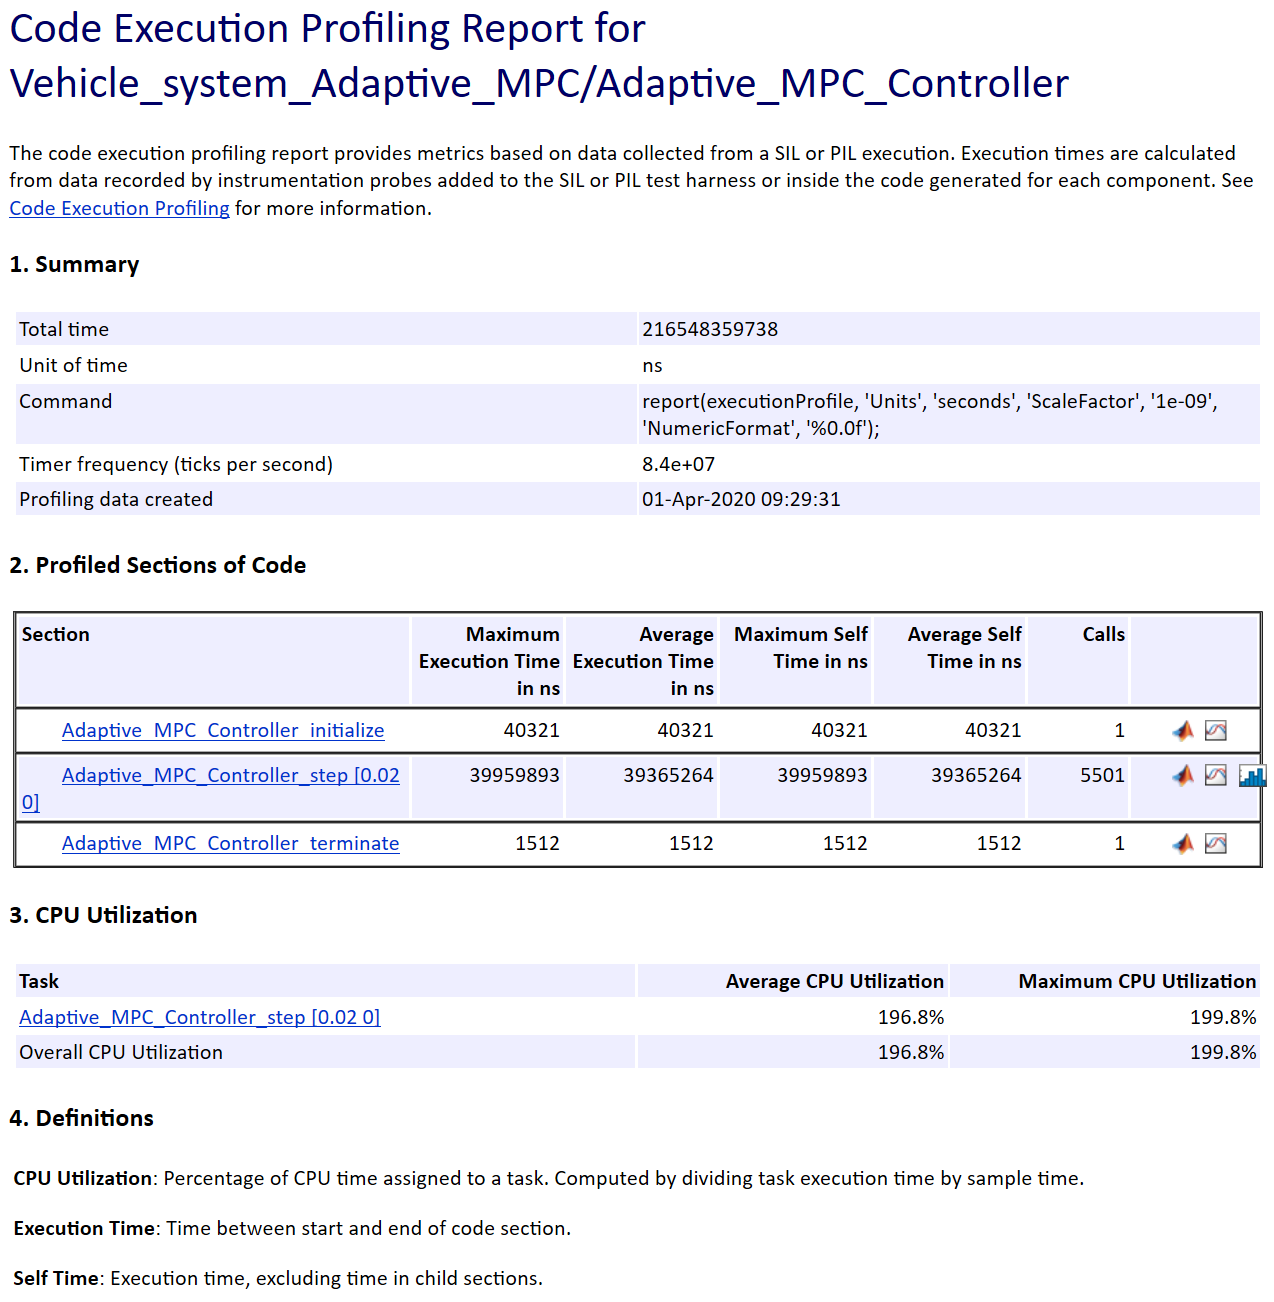 Code Execution Profiling Report for
Vehicle_system_Adaptive_MPC/Adaptive_MPC_Controller
The code execution profiling report provides metrics based on data collected from a SIL or PIL execution. Execution times are calculated
from data recorded by instrumentation probes added to the SIL or PIL test harness or inside the code generated for each component. See
Code Execution Profiling for more information.
1. Summary
Total time 216548359738
Unit of time ns
Command report(executionProfile, 'Units', 'seconds', 'ScaleFactor', '1e-09',
'NumericFormat', '%0.0f');
Timer frequency (ticks per second) 8.4e+07
Profiling data created 01-Apr-2020 09:29:31
2. Profiled Sections of Code
Section Maximum Average Maximum Self Average Self Calls
Execution Time Execution Time Time in ns Time in ns
in ns in ns
Adaptive_MPC_Controller_initialize 40321 40321 40321 40321 1
Adaptive_MPC_Controller_step [0.02 39959893 39365264 39959893 39365264 5501
0]
Adaptive_MPC_Controller_terminate 1512 1512 1512 1512 1
3. CPU Utilization
Task Average CPU Utilization Maximum CPU Utilization
Adaptive_MPC_Controller_step [0.02 0] 196.8% 199.8%
Overall CPU Utilization 196.8% 199.8%
4. Definitions
CPU Utilization: Percentage of CPU time assigned to a task. Computed by dividing task execution time by sample time.
Execution Time: Time between start and end of code section.
Self Time: Execution time, excluding time in child sections.